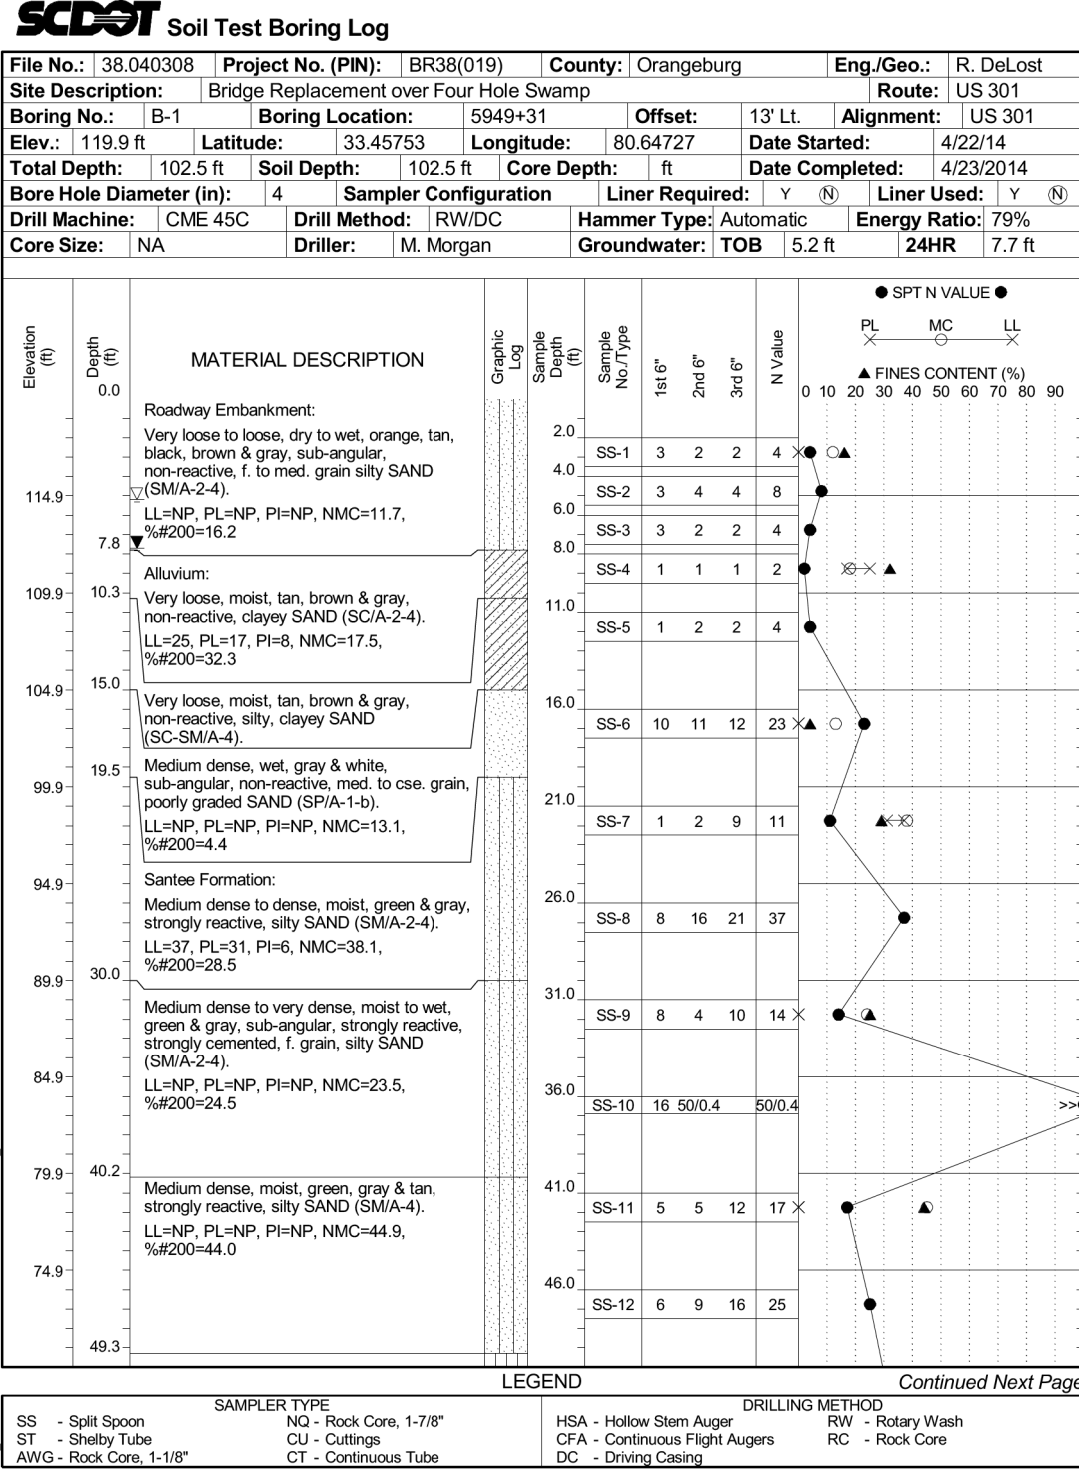 SCDOT Soil Test Boring Log
File No.: 38.040308 Project No. (PIN): BR38(019) County: Orangeburg Eng./Geo.: R. DeLost
Site Description: Bridge Replacement over Four Hole Swamp Route: US 301
Boring No.: B-1 Boring Location: 5949+31 Offset: 13' Lt. Alignment: US 301
Elev.: 119.9 ft Latitude: 33.45753 Longitude: 80.64727 Date Started: 4/22/14
Total Depth: 102.5 ft Soil Depth: 102.5 ft Core Depth: ft Date Completed: 4/23/2014
Bore Hole Diameter (in): 4 Sampler Configuration Liner Required: Y N Liner Used: Y N
Drill Machine: CME 45C Drill Method: RW/DC Hammer Type: Automatic Energy Ratio: 79%
Core Size: NA Driller: M. Morgan Groundwater: TOB 5.2 ft 24HR 7.7 ft
Elevation (ft)
Depth (ft)
MATERIAL DESCRIPTION
Graphic Log
Sample Depth (ft)
Sample No./Type
1st 6"
2nd 6"
3rd 6"
N Value
● SPT N VALUE ●
PL MC LL
▲ FINES CONTENT (%)
0 10 20 30 40 50 60 70 80 90
0.0
Roadway Embankment:
Very loose to loose, dry to wet, orange, tan,
black, brown & gray, sub-angular,
non-reactive, f. to med. grain silty SAND
(SM/A-2-4).
LL=NP, PL=NP, PI=NP, NMC=11.7,
%#200=16.2
114.9
7.8
Alluvium:
Very loose, moist, tan, brown & gray,
non-reactive, clayey SAND (SC/A-2-4).
LL=25, PL=17, PI=8, NMC=17.5,
%#200=32.3
109.9
10.3
Very loose, moist, tan, brown & gray,
non-reactive, silty, clayey SAND
(SC-SM/A-4).
104.9
15.0
Medium dense, wet, gray & white,
sub-angular, non-reactive, med. to cse. grain,
poorly graded SAND (SP/A-1-b).
LL=NP, PL=NP, PI=NP, NMC=13.1,
%#200=4.4
99.9
19.5
Santee Formation:
Medium dense to dense, moist, green & gray,
strongly reactive, silty SAND (SM/A-2-4).
LL=37, PL=31, PI=6, NMC=38.1,
%#200=28.5
94.9
89.9
30.0
Medium dense to very dense, moist to wet,
green & gray, sub-angular, strongly reactive,
strongly cemented, f. grain, silty SAND
(SM/A-2-4).
LL=NP, PL=NP, PI=NP, NMC=23.5,
%#200=24.5
84.9
79.9
40.2
Medium dense, moist, green, gray & tan,
strongly reactive, silty SAND (SM/A-4).
LL=NP, PL=NP, PI=NP, NMC=44.9,
%#200=44.0
74.9
49.3
2.0
SS-1 3 2 2 4
4.0
SS-2 3 4 4 8
6.0
SS-3 3 2 2 4
8.0
SS-4 1 1 1 2
11.0
SS-5 1 2 2 4
16.0
SS-6 10 11 12 23
21.0
SS-7 1 2 9 11
26.0
SS-8 8 16 21 37
31.0
SS-9 8 4 10 14
36.0
SS-10 16 50/0.4 50/0.4 >>
41.0
SS-11 5 5 12 17
46.0
SS-12 6 9 16 25
LEGEND
Continued Next Page
SAMPLER TYPE
SS - Split Spoon NQ - Rock Core, 1-7/8"
ST - Shelby Tube CU - Cuttings
AWG - Rock Core, 1-1/8" CT - Continuous Tube
DRILLING METHOD
HSA - Hollow Stem Auger RW - Rotary Wash
CFA - Continuous Flight Augers RC - Rock Core
DC - Driving Casing